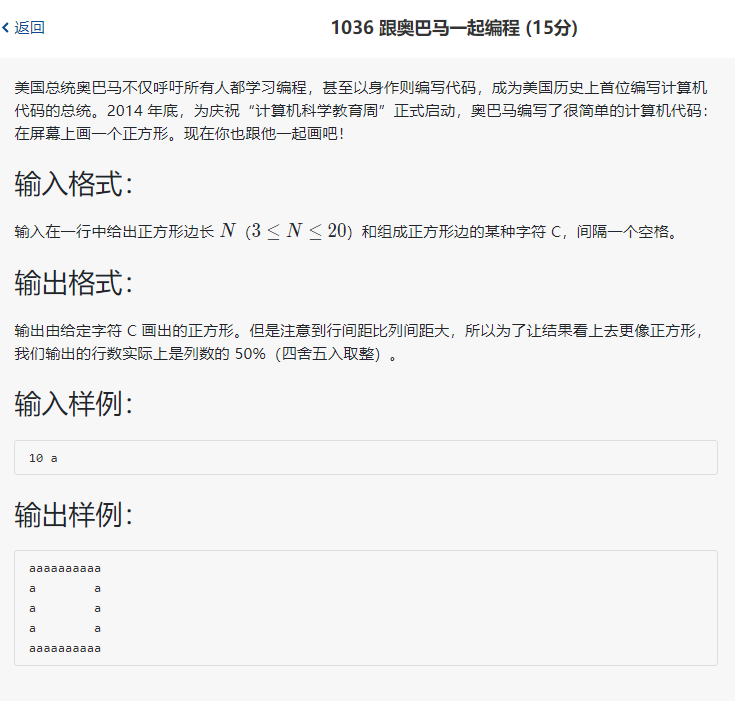 返回
1036 跟奥巴马一起编程 (15分)
美国总统奥巴马不仅呼吁所有人都学习编程，甚至以身作则编写代码，成为美国历史上首位编写计算机
代码的总统。2014 年底，为庆祝“计算机科学教育周”正式启动，奥巴马编写了很简单的计算机代码：
在屏幕上画一个正方形。现在你也跟他一起画吧！
输入格式：
输入在一行中给出正方形边长 N（3 ≤ N ≤ 20）和组成正方形边的某种字符 C，间隔一个空格。
输出格式：
输出由给定字符 C 画出的正方形。但是注意到行间距比列间距大，所以为了让结果看上去更像正方形，
我们输出的行数实际上是列数的 50%（四舍五入取整）。
输入样例：
10 a
输出样例：
aaaaaaaaaa
a        a
a        a
a        a
aaaaaaaaaa